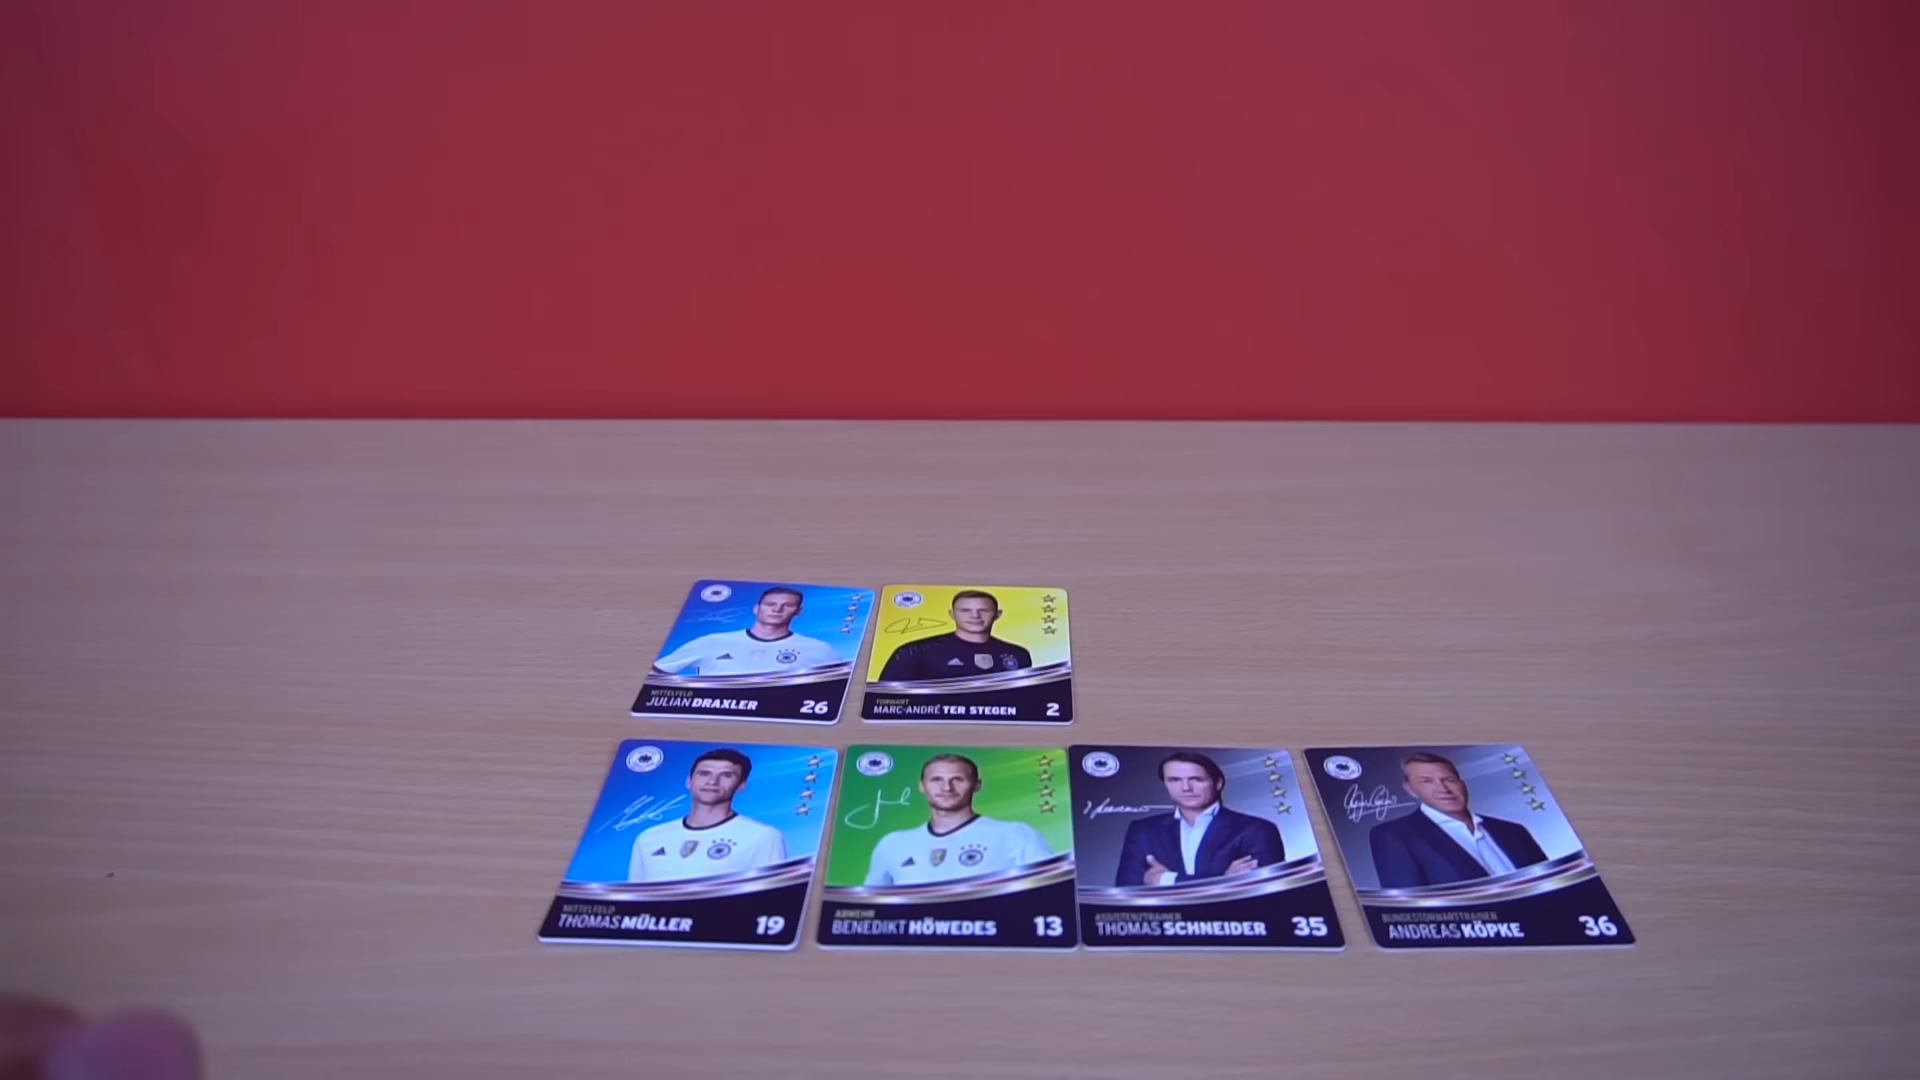 MITTELFELD
JULIAN DRAXLER 26
TORWART
MARC-ANDRÉ TER STEGEN 2
MITTELFELD
THOMAS MÜLLER 19
ABWEHR
BENEDIKT HÖWEDES 13
ASSISTENZTRAINER
THOMAS SCHNEIDER 35
BUNDESTORWARTTRAINER
ANDREAS KÖPKE 36